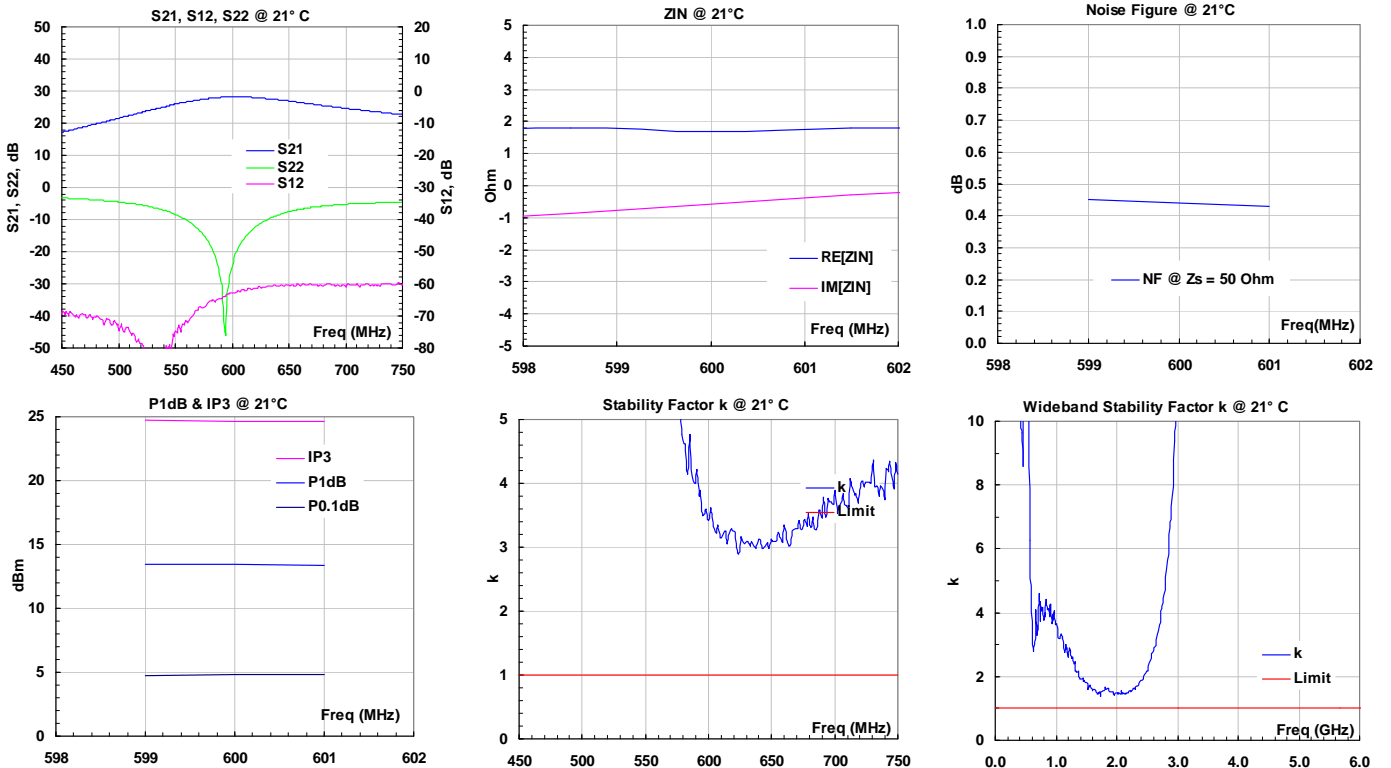 S21, S12, S22 @ 21° C
50
40
30
20
10
0
-10
-20
-30
-40
-50
20
10
0
-10
-20
-30
-40
-50
-60
-70
-80
S21, S22, dB
S12, dB
S21
S22
S12
Freq (MHz)
450 500 550 600 650 700 750
ZIN @ 21°C
5
4
3
2
1
0
-1
-2
-3
-4
-5
Ohm
RE[ZIN]
IM[ZIN]
Freq (MHz)
598 599 600 601 602
Noise Figure @ 21°C
1.0
0.9
0.8
0.7
0.6
0.5
0.4
0.3
0.2
0.1
0.0
dB
NF @ Zs = 50 Ohm
Freq(MHz)
598 599 600 601 602
P1dB & IP3 @ 21°C
25
20
15
10
5
0
dBm
IP3
P1dB
P0.1dB
Freq (MHz)
598 599 600 601 602
Stability Factor k @ 21° C
5
4
3
2
1
0
k
k
Limit
Freq (MHz)
450 500 550 600 650 700 750
Wideband Stability Factor k @ 21° C
10
8
6
4
2
0
k
k
Limit
Freq (GHz)
0.0 1.0 2.0 3.0 4.0 5.0 6.0